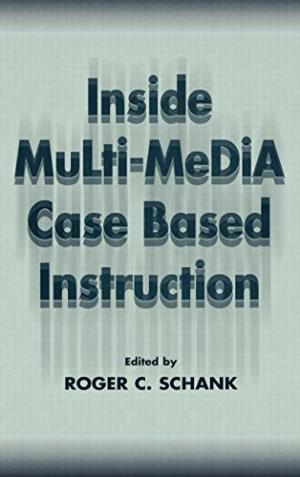 Inside
MuLti-MeDiA
Case Based
Instruction
Edited by
ROGER C. SCHANK